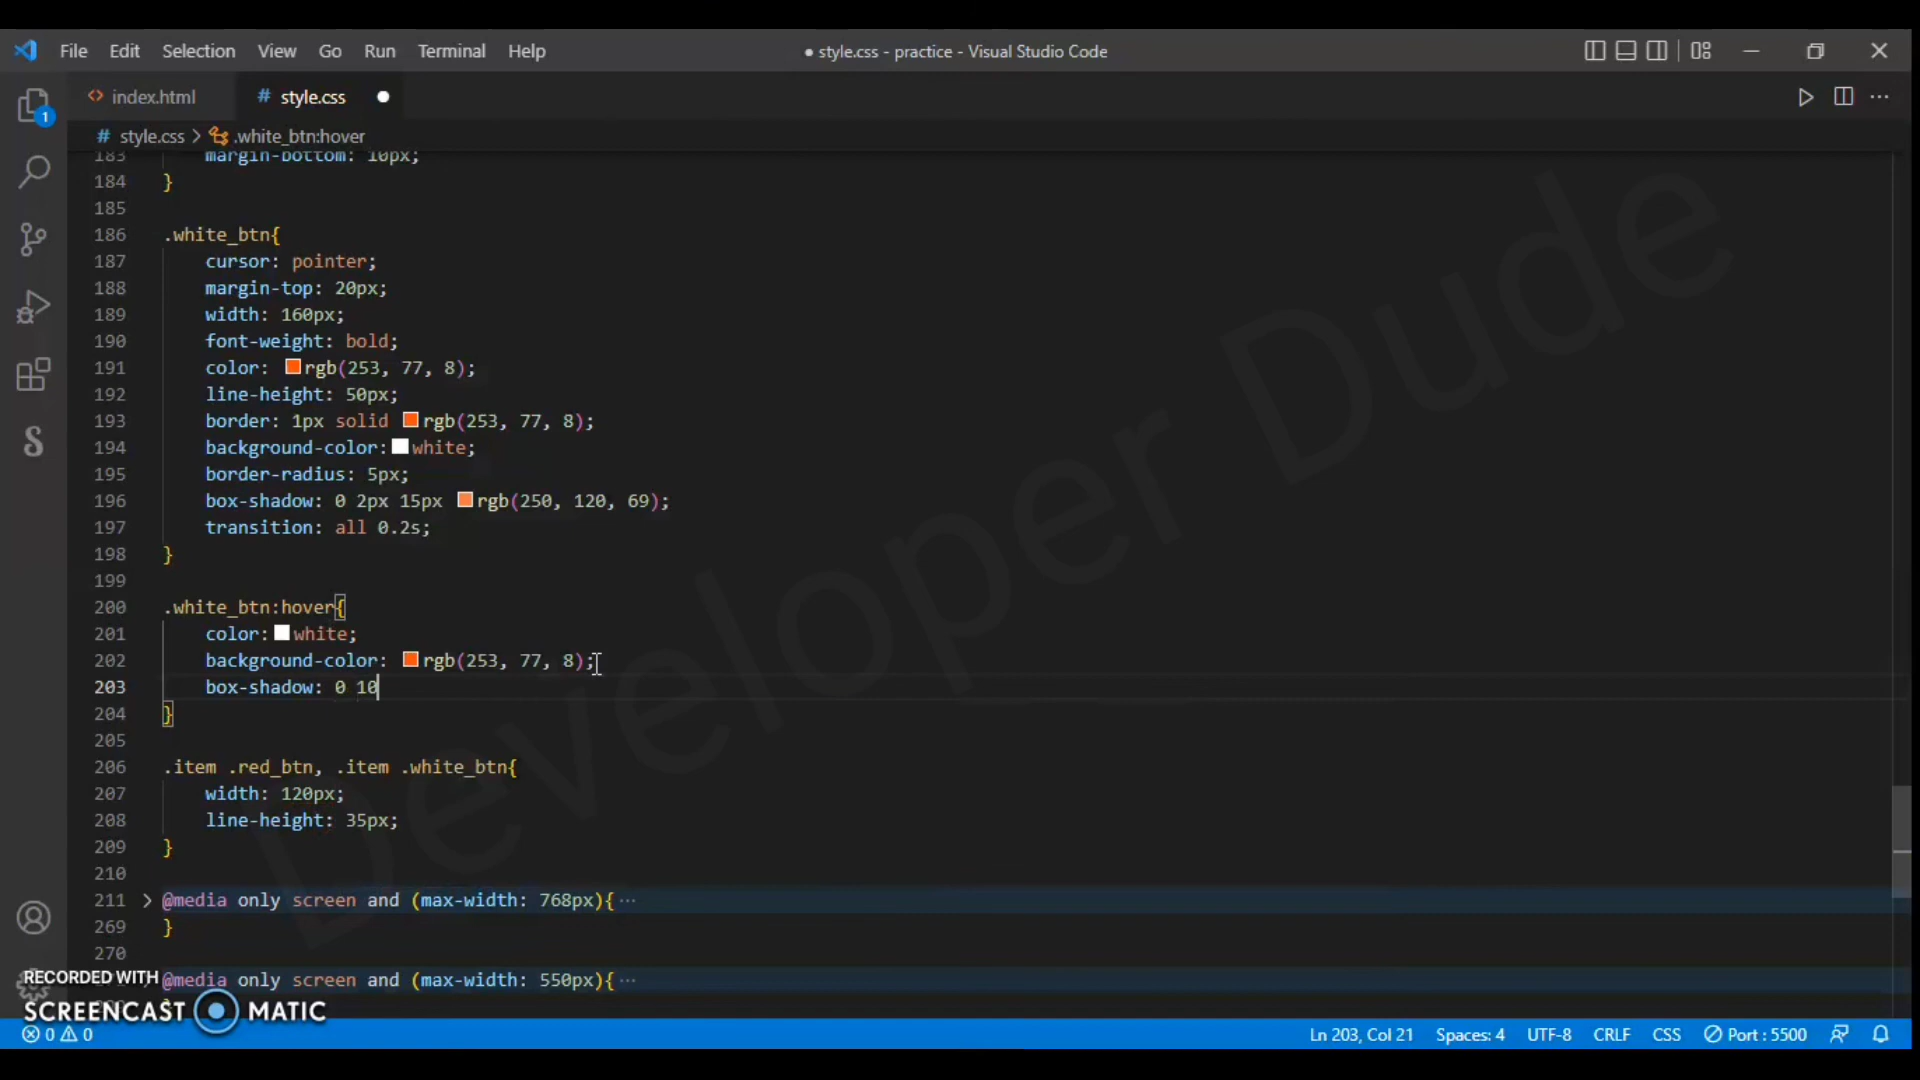 File Edit Selection View Go Run Terminal Help
● style.css - practice - Visual Studio Code
index.html
# style.css ●
# style.css > .white_btn:hover
1
183 margin-bottom: 10px;
184 }
185
186 .white_btn{
187 cursor: pointer;
188 margin-top: 20px;
189 width: 160px;
190 font-weight: bold;
191 color: rgb(253, 77, 8);
192 line-height: 50px;
193 border: 1px solid rgb(253, 77, 8);
194 background-color: white;
195 border-radius: 5px;
196 box-shadow: 0 2px 15px rgb(250, 120, 69);
197 transition: all 0.2s;
198 }
199
200 .white_btn:hover{
201 color: white;
202 background-color: rgb(253, 77, 8);
203 box-shadow: 0 10
204 }
205
206 .item .red_btn, .item .white_btn{
207 width: 120px;
208 line-height: 35px;
209 }
210
211 > @media only screen and (max-width: 768px){ ···
269 }
270
@media only screen and (max-width: 550px){ ···
Developer Dude
RECORDED WITH
SCREENCAST MATIC
0 0
Ln 203, Col 21 Spaces: 4 UTF-8 CRLF CSS Port : 5500